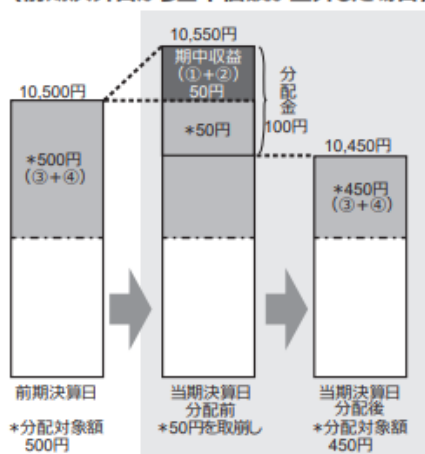 10,550円
期中収益
(①+②)
50円
分配金
100円
10,500円
*50円
10,450円
*500円
(③+④)
*450円
(③+④)
前期決算日
当期決算日
分配前
当期決算日
分配後
*分配対象額
500円
*50円を取崩し
*分配対象額
450円